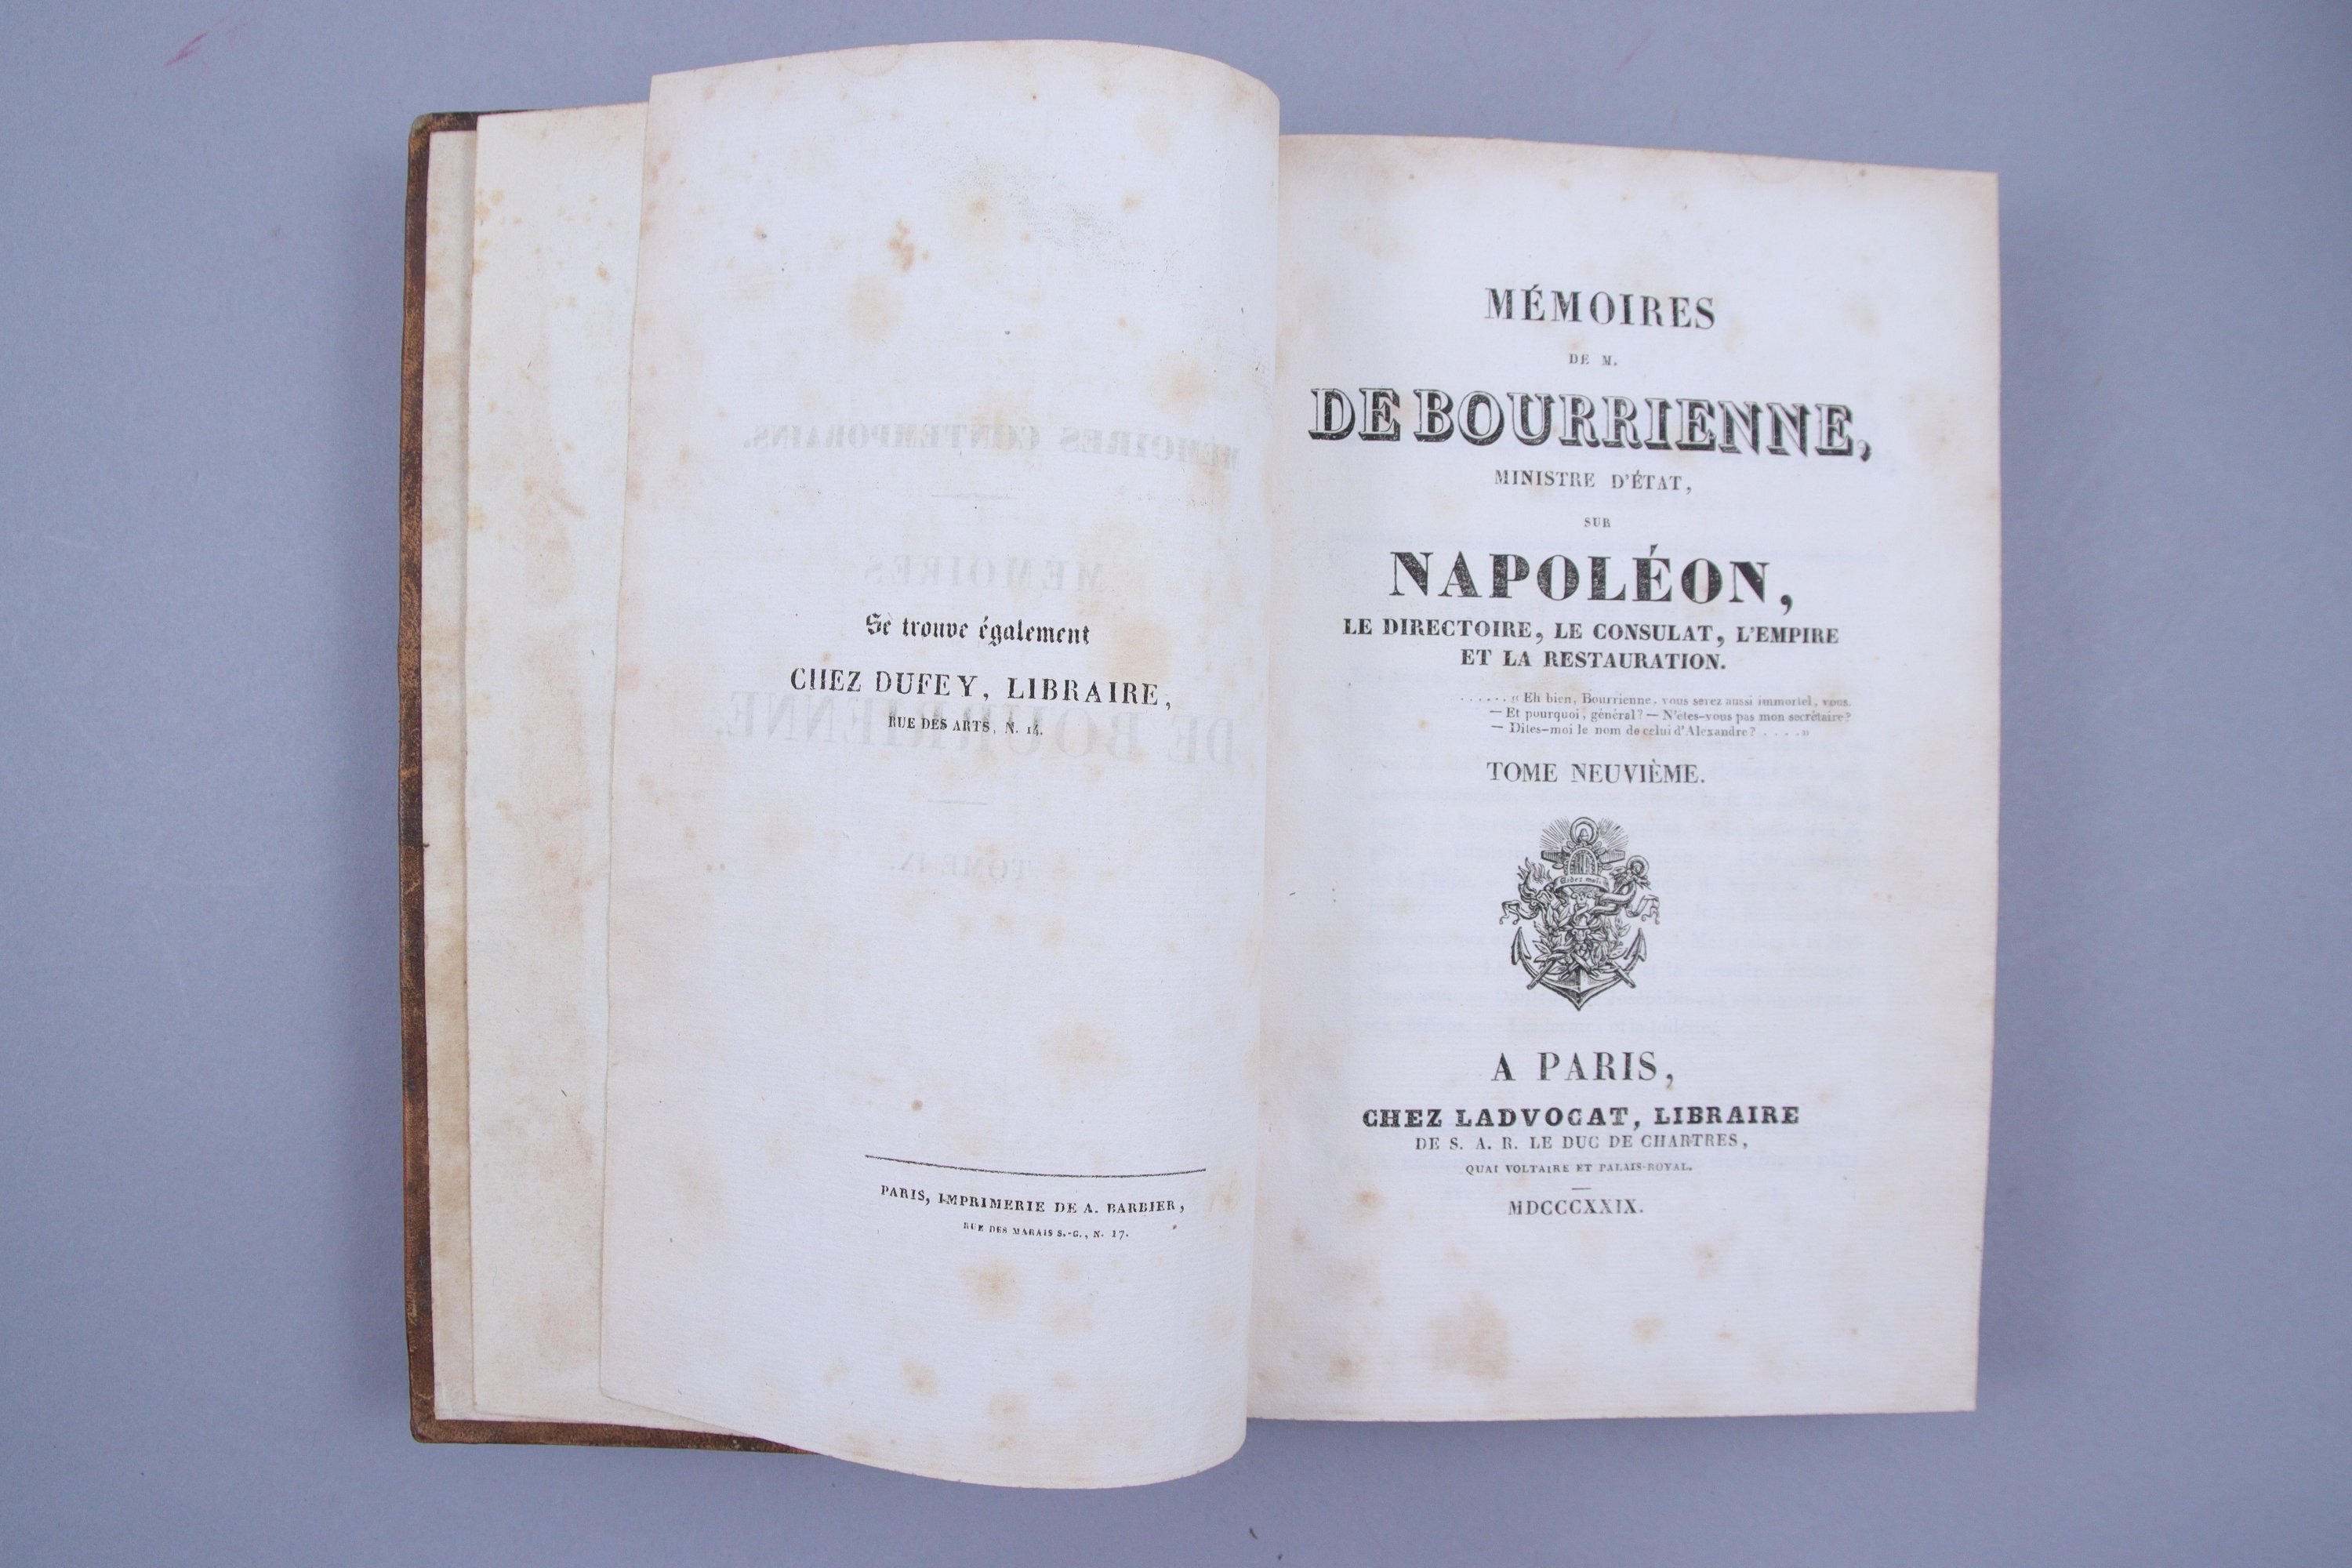 Se trouve également
CHEZ DUFEY, LIBRAIRE,
RUE DES ARTS, N. 14.
PARIS, IMPRIMERIE DE A. BARBIER,
RUE DES MARAIS S.-G., N. 17.
MÉMOIRES
DE M.
DE BOURRIENNE,
MINISTRE D'ÉTAT,
SUR
NAPOLÉON,
LE DIRECTOIRE, LE CONSULAT, L'EMPIRE
ET LA RESTAURATION.
......« Eh bien, Bourrienne, vous serez aussi immortel, vous.
— Et pourquoi, général? — N'êtes-vous pas mon secrétaire?
— Dites-moi le nom de celui d'Alexandre? . . . .»
TOME NEUVIÈME.
A PARIS,
CHEZ LADVOCAT, LIBRAIRE
DE S. A. R. LE DUC DE CHARTRES,
QUAI VOLTAIRE ET PALAIS-ROYAL.
MDCCCXXIX.